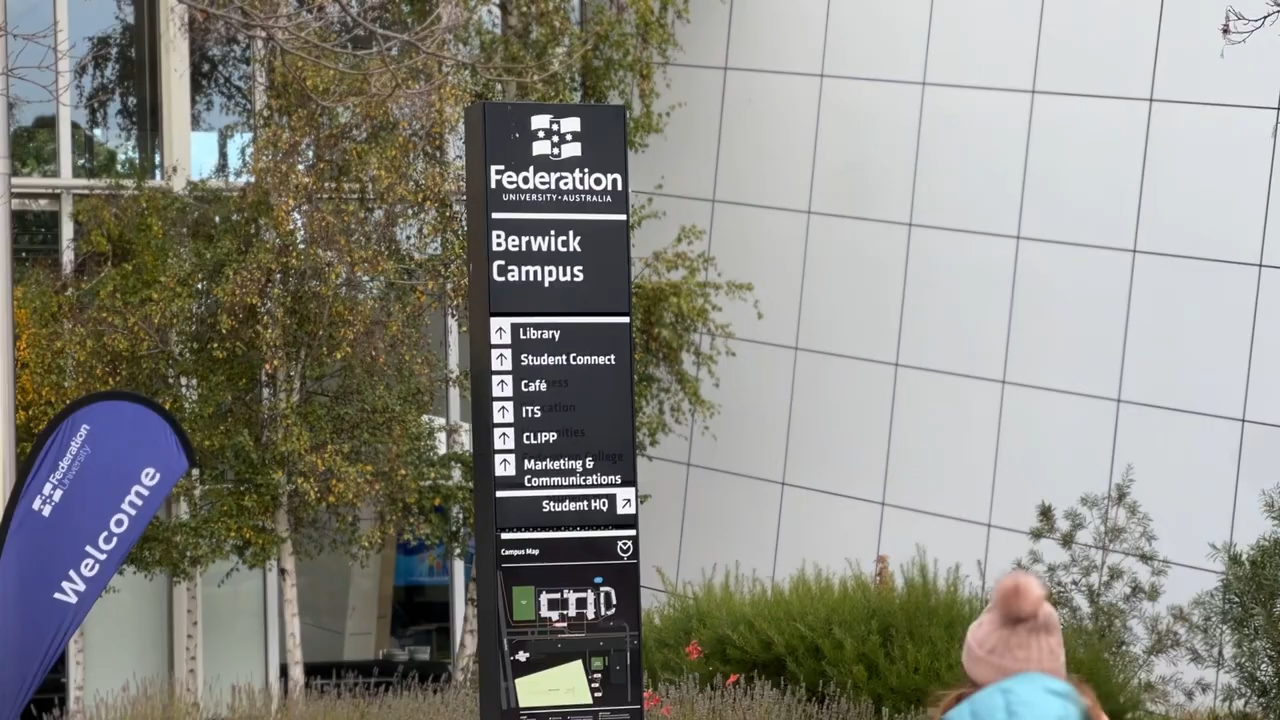 Federation
UNIVERSITY • AUSTRALIA
Berwick
Campus
Library
Student Connect
Café
ITS
CLIPP
Marketing &
Communications
Student HQ
Campus Map
Federation
University
Welcome